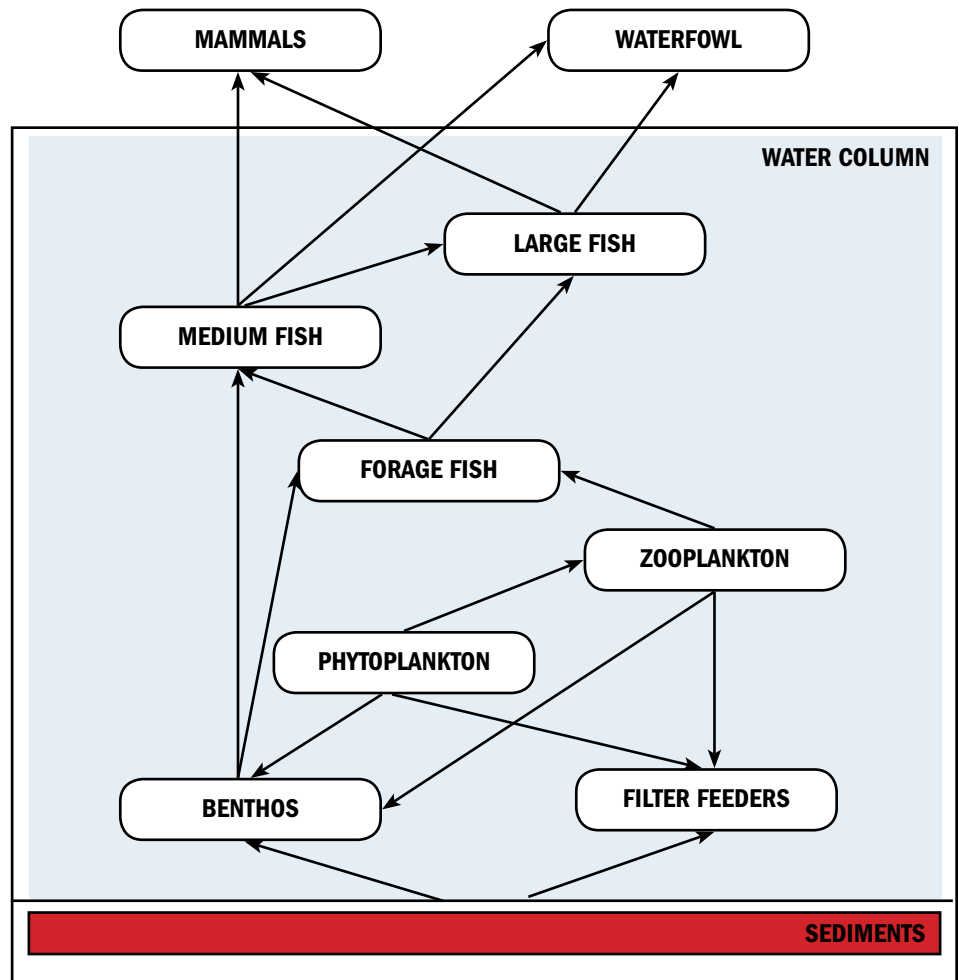 MAMMALS
WATERFOWL
WATER COLUMN
LARGE FISH
MEDIUM FISH
FORAGE FISH
ZOOPLANKTON
PHYTOPLANKTON
BENTHOS
FILTER FEEDERS
SEDIMENTS